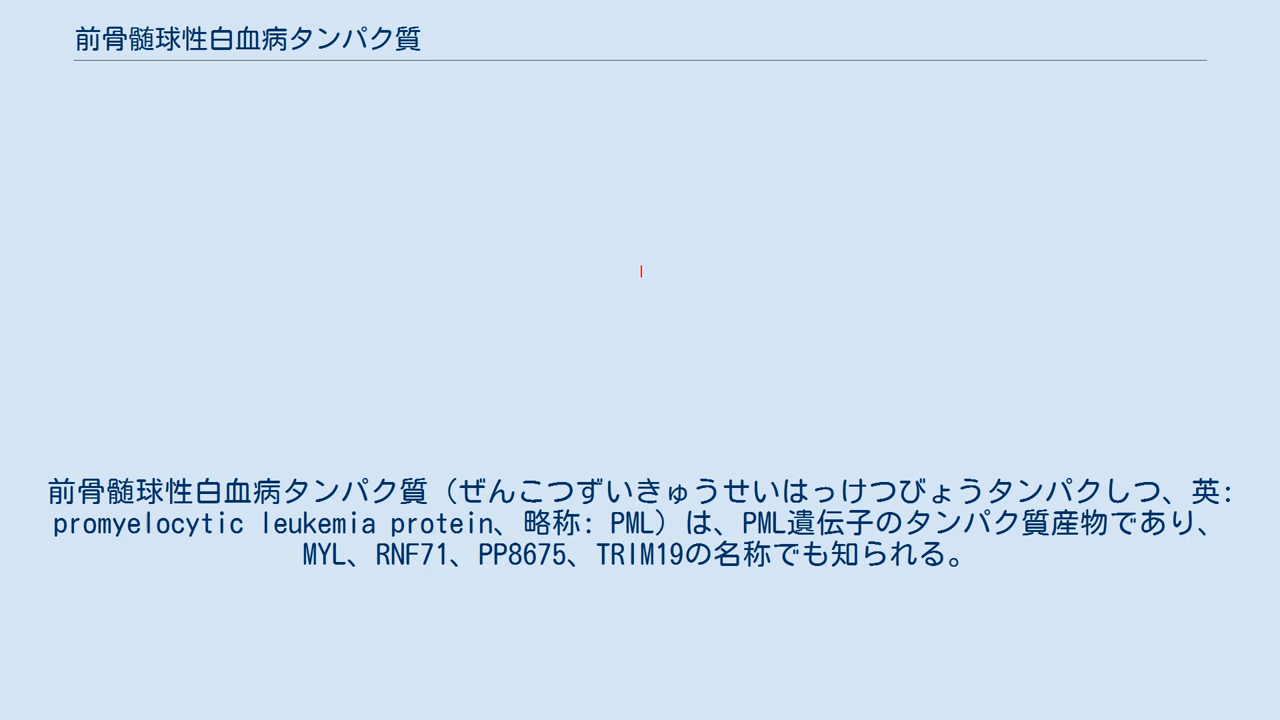 前骨髄球性白血病タンパク質
前骨髄球性白血病タンパク質（ぜんこつずいきゅうせいはっけつびょうタンパクしつ、英:
promyelocytic leukemia protein、略称: PML）は、PML遺伝子のタンパク質産物であり、
MYL、RNF71、PP8675、TRIM19の名称でも知られる。